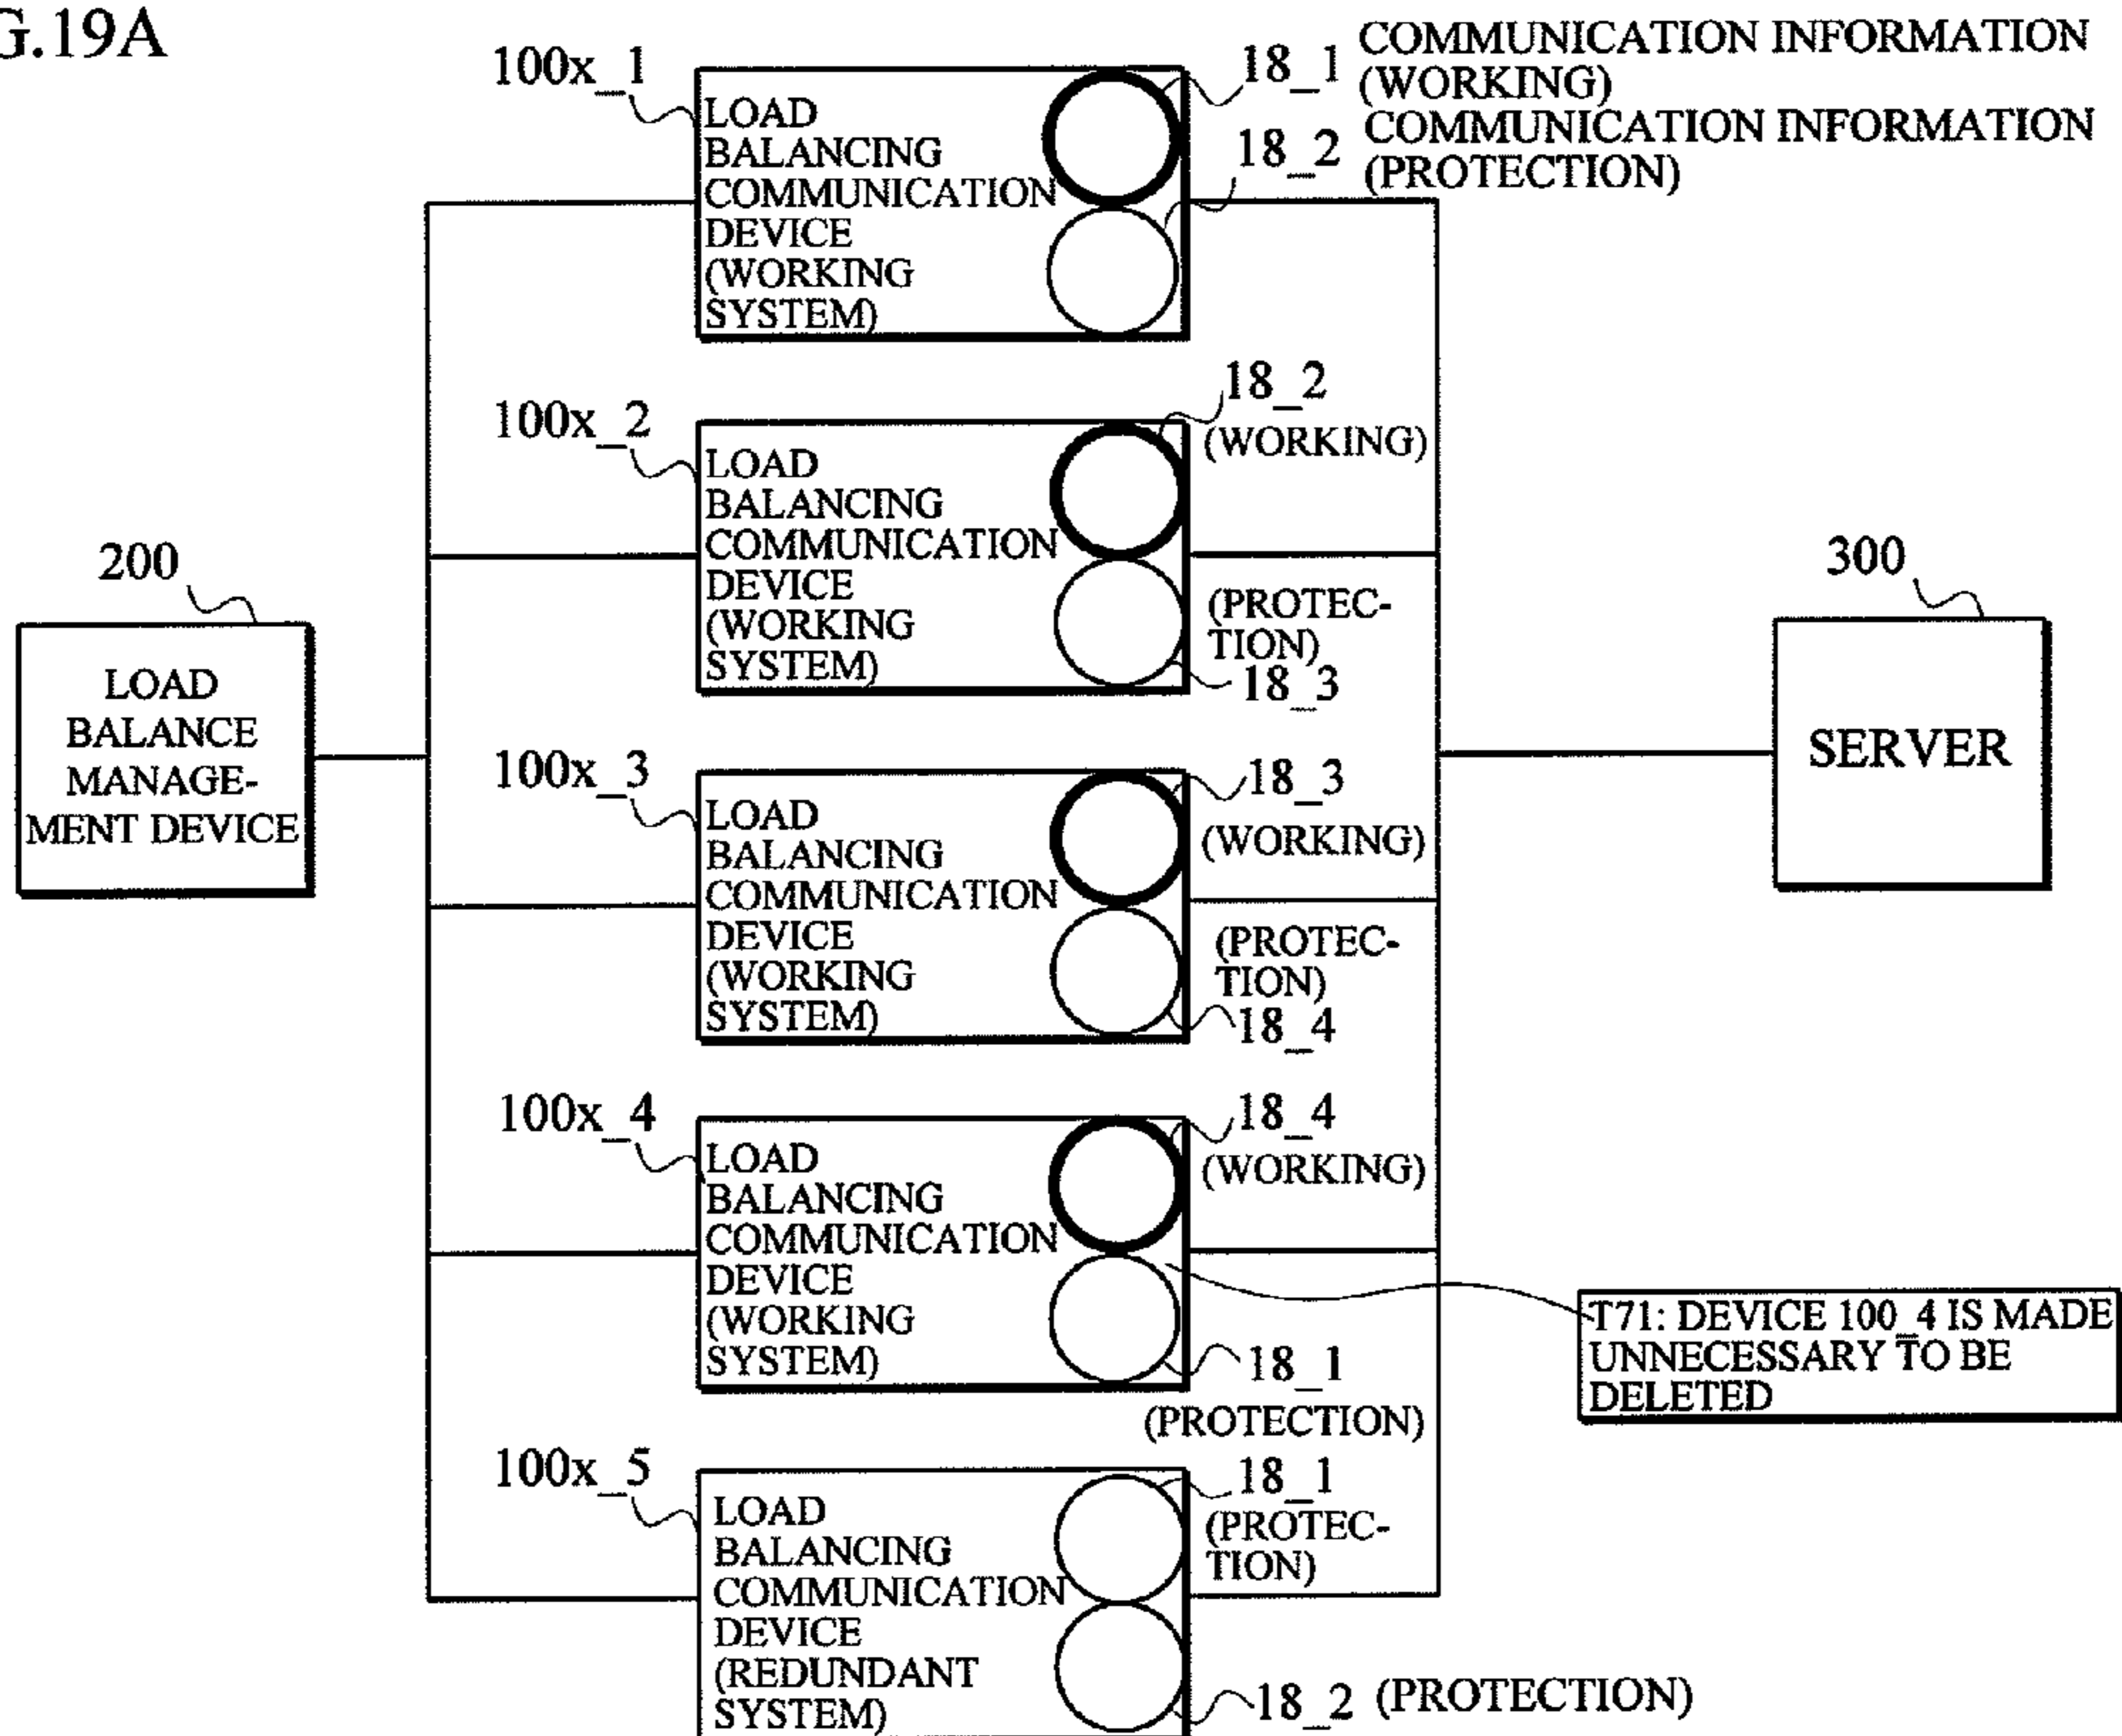 G.19A
100x_1
LOAD
BALANCING
COMMUNICATION
DEVICE
(WORKING
SYSTEM)
18_1
COMMUNICATION INFORMATION
(WORKING)
18_2
COMMUNICATION INFORMATION
(PROTECTION)
100x_2
LOAD
BALANCING
COMMUNICATION
DEVICE
(WORKING
SYSTEM)
18_2
(WORKING)
(PROTEC-
TION)
18_3
200
LOAD
BALANCE
MANAGE-
MENT DEVICE
300
SERVER
100x_3
LOAD
BALANCING
COMMUNICATION
DEVICE
(WORKING
SYSTEM)
18_3
(WORKING)
(PROTEC-
TION)
18_4
100x_4
LOAD
BALANCING
COMMUNICATION
DEVICE
(WORKING
SYSTEM)
18_4
(WORKING)
18_1
(PROTECTION)
T71: DEVICE 100_4 IS MADE
UNNECESSARY TO BE
DELETED
100x_5
LOAD
BALANCING
COMMUNICATION
DEVICE
(REDUNDANT
SYSTEM)
18_1
(PROTEC-
TION)
18_2 (PROTECTION)